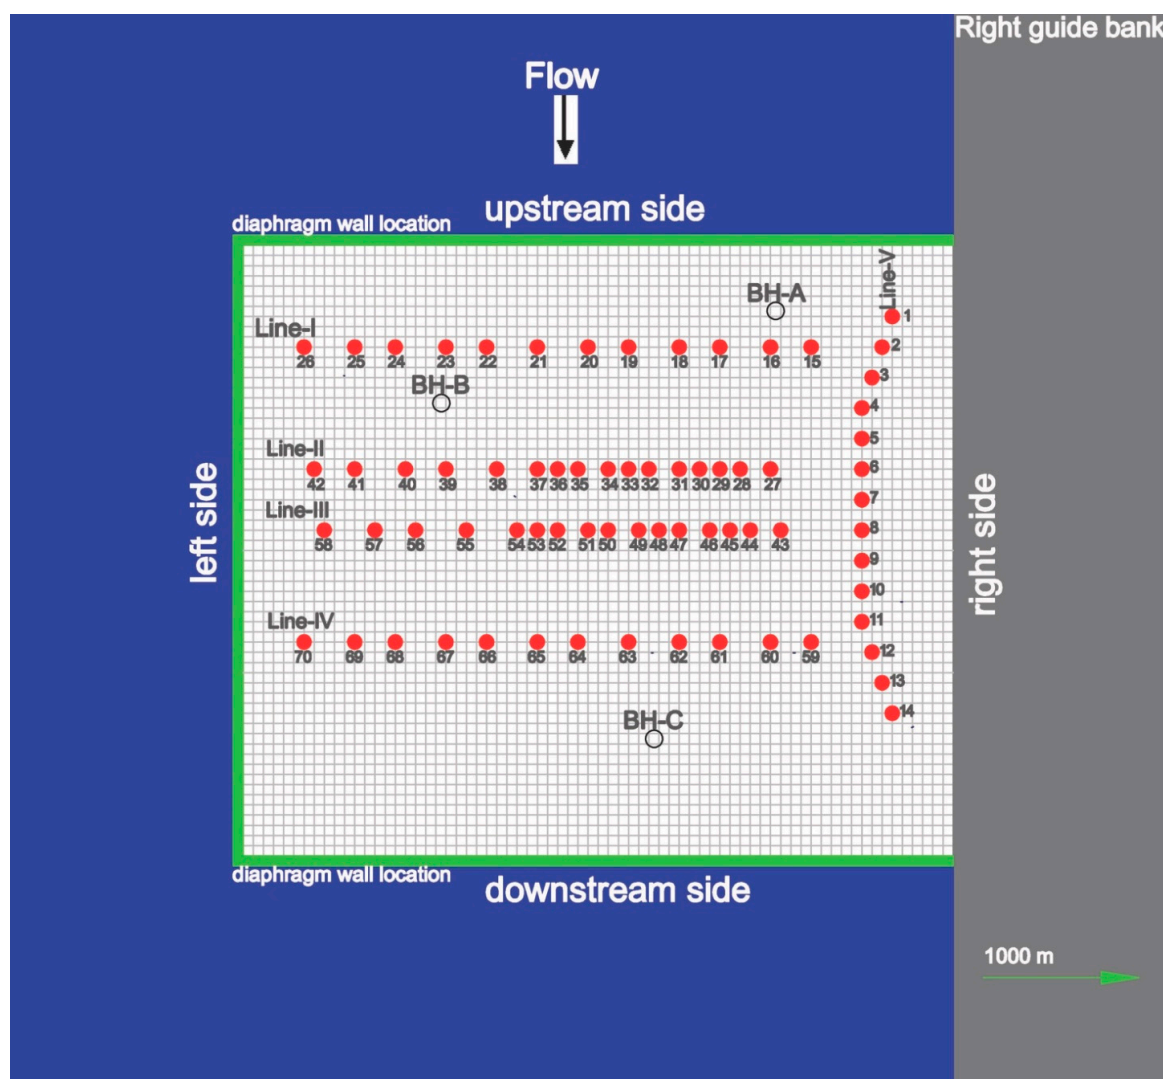 Right guide bank
Flow
upstream side
diaphragm wall location
Line-V
BH-A
1
Line-I
2
26 25 24 23 22 21 20 19 18 17 16 15
3
BH-B
4
5
Line-II
6
42 41 40 39 38 37 36 35 34 33 32 31 30 29 28 27
7
Line-III
8
58 57 56 55 54 53 52 51 50 49 48 47 46 45 44 43
left side
right side
9
10
Line-IV
11
70 69 68 67 66 65 64 63 62 61 60 59
12
13
14
BH-C
diaphragm wall location
downstream side
1000 m